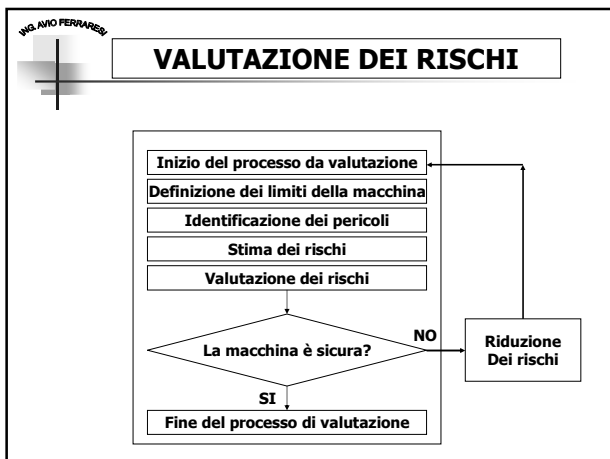 ING. AVIO FERRARESI
VALUTAZIONE DEI RISCHI
Inizio del processo da valutazione
Definizione dei limiti della macchina
Identificazione dei pericoli
Stima dei rischi
Valutazione dei rischi
La macchina è sicura?
NO
Riduzione
Dei rischi
SI
Fine del processo di valutazione